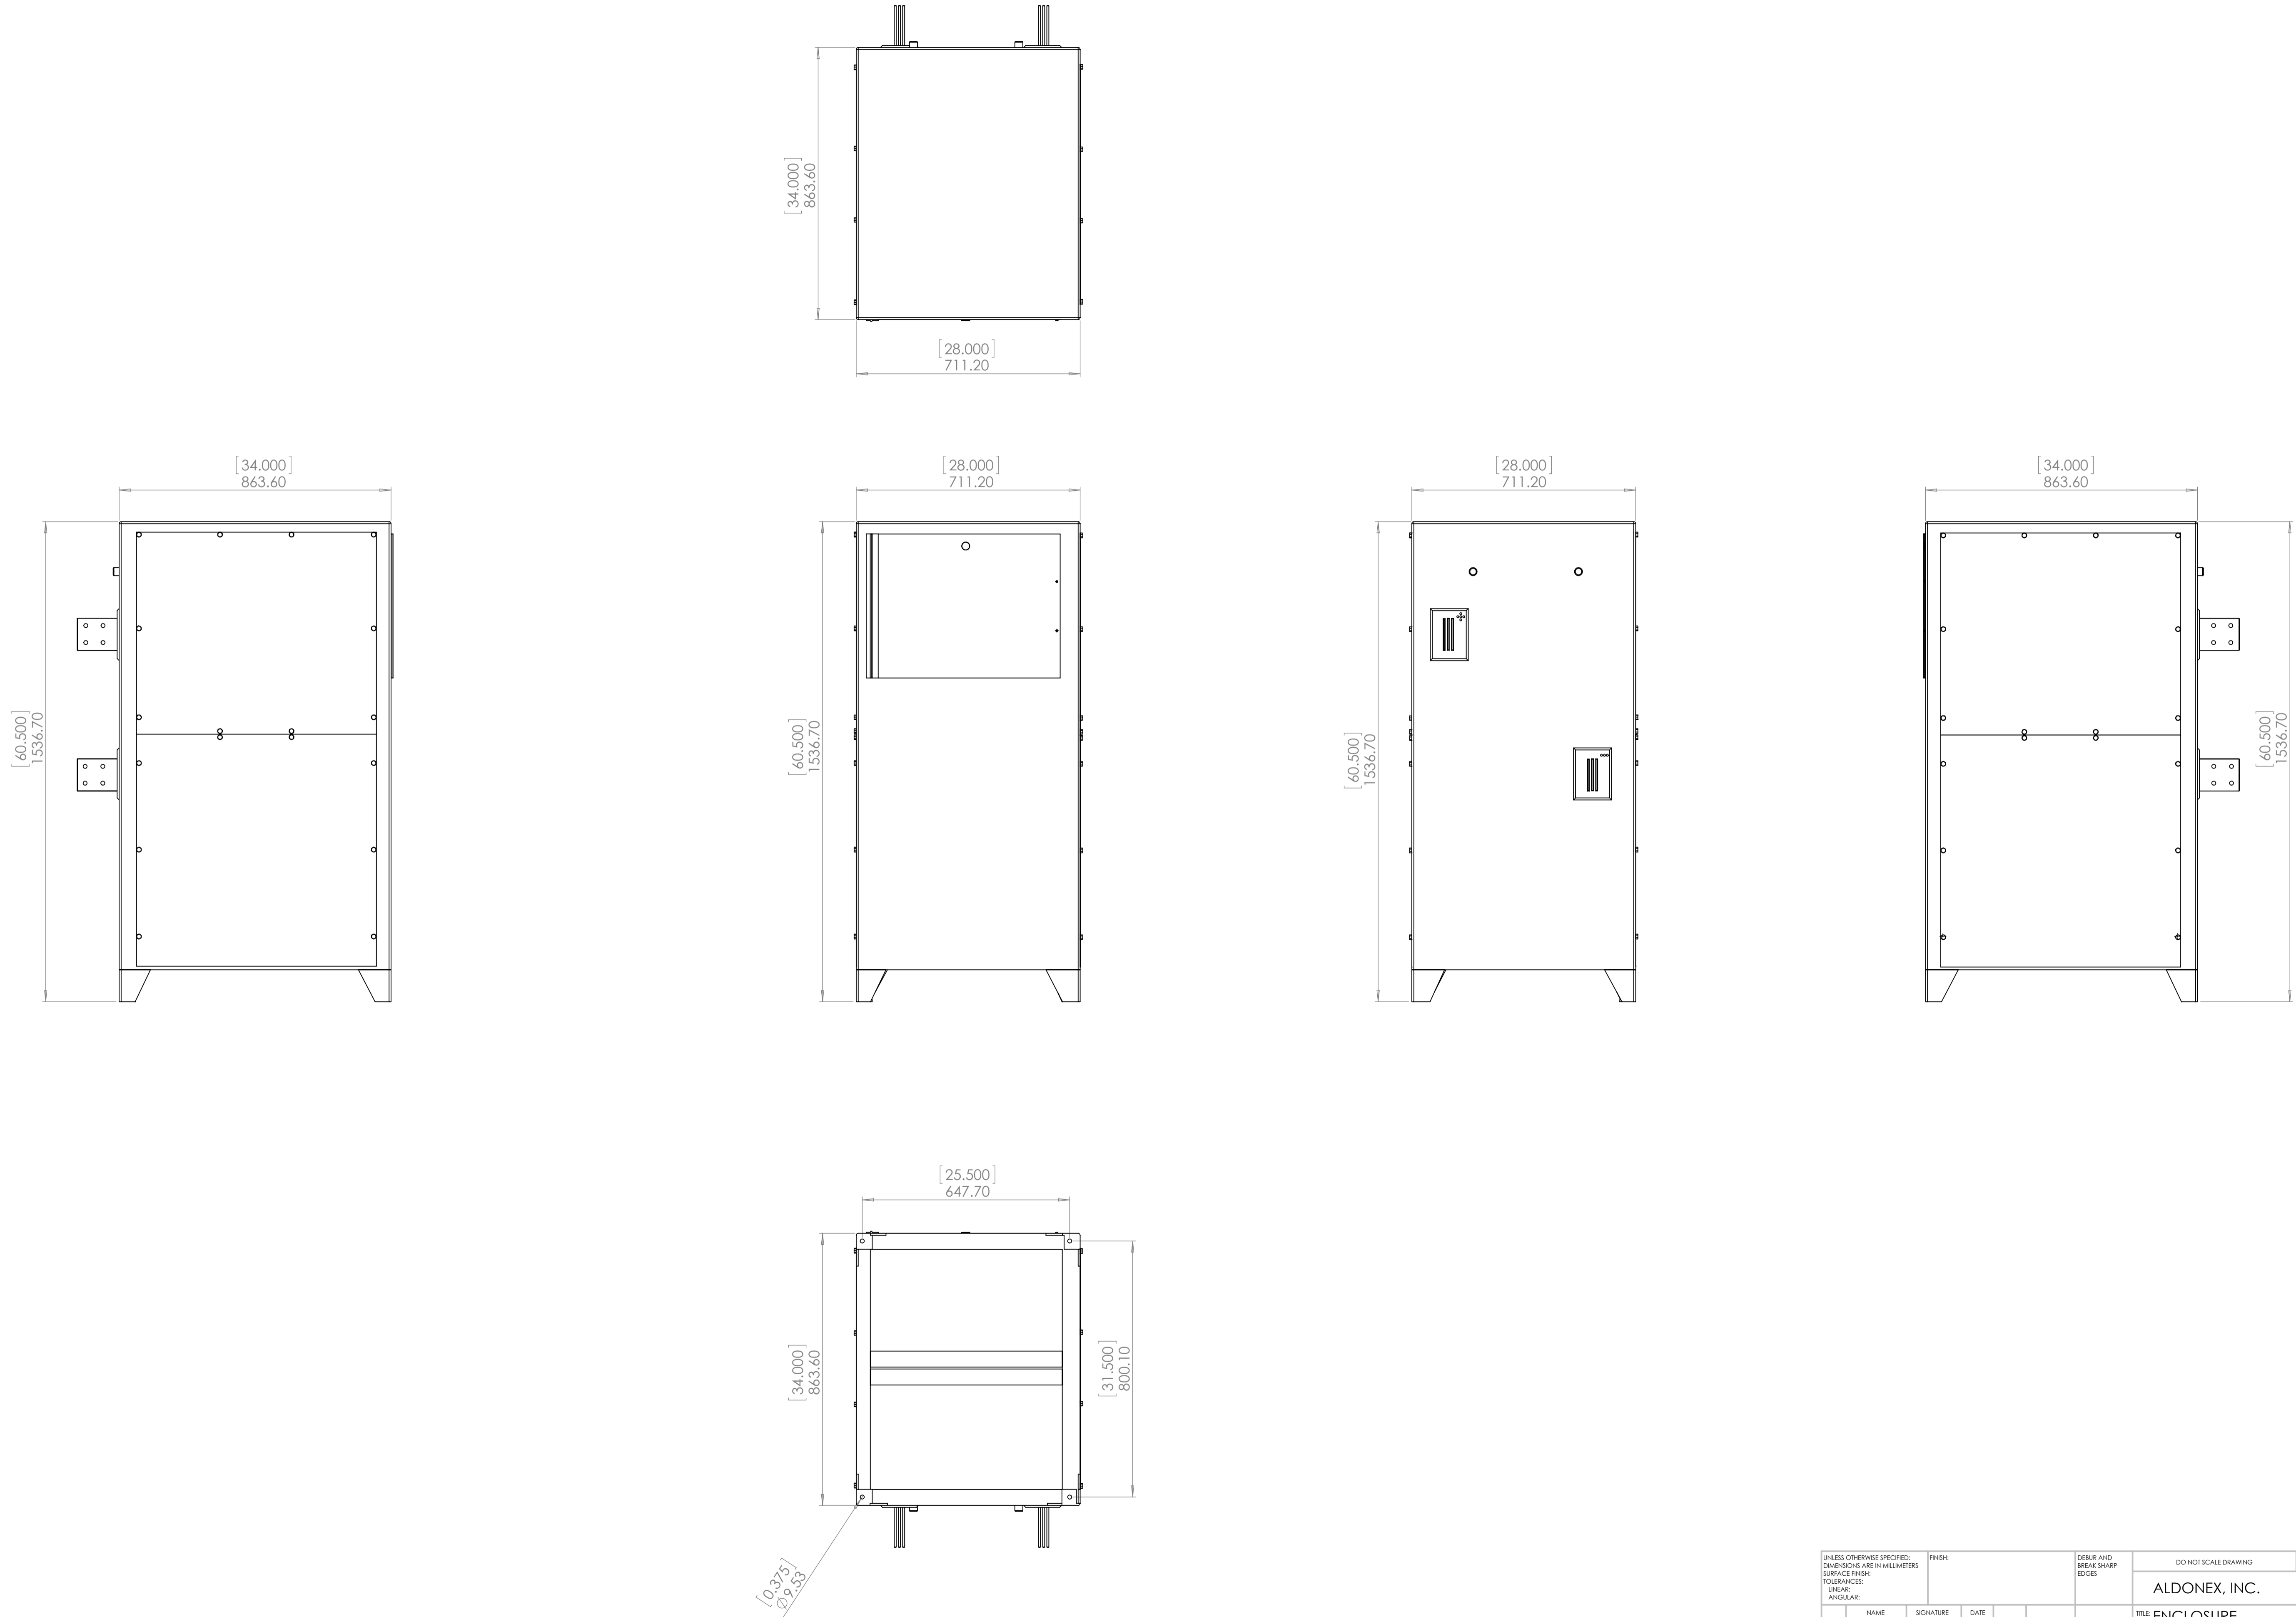 [34.000]
863.60
[28.000]
711.20
[34.000]
863.60
[28.000]
711.20
[28.000]
711.20
[34.000]
863.60
[60.500]
1536.70
[60.500]
1536.70
[60.500]
1536.70
[60.500]
1536.70
[25.500]
647.70
[34.000]
863.60
[31.500]
800.10
[0.375]
∅9.53
UNLESS OTHERWISE SPECIFIED:
DIMENSIONS ARE IN MILLIMETERS
SURFACE FINISH:
TOLERANCES:
LINEAR:
ANGULAR:
FINISH:
DEBUR AND
BREAK SHARP
EDGES
DO NOT SCALE DRAWING
ALDONEX, INC.
NAME SIGNATURE DATE
TITLE: ENCLOSURE